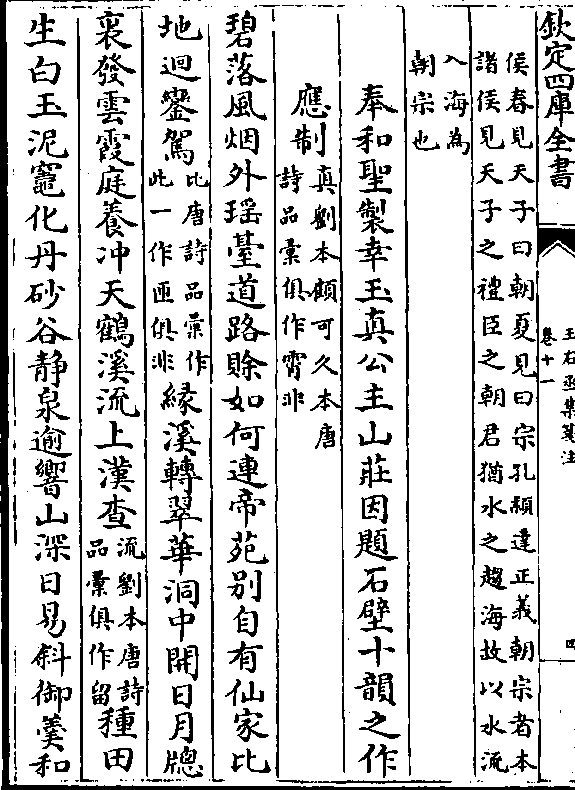 欽定四庫全書
王右丞集箋注
卷十一
四
侯春見天子曰朝夏見曰宗孔頴達正義朝宗者本
諸侯見天子之禮臣之朝君猶水之趨海故以水流
入海為
朝宗也
奉和聖製幸玉真公主山莊因題石壁十韻之作
應制
真劉本顧可久本唐
詩品彚俱作霄非
碧落風烟外瑶臺道路賖如何連帝苑别自有仙家比
地迴鑾駕
比唐詩品彚作
此一作匝俱非
縁溪轉翠華洞中開日月牕
裏發雲霞庭養冲天鶴溪流上漢查
流劉本唐詩
品彚俱作留
種田
生白玉泥竈化丹砂谷静泉逾響山深日易斜御羮和